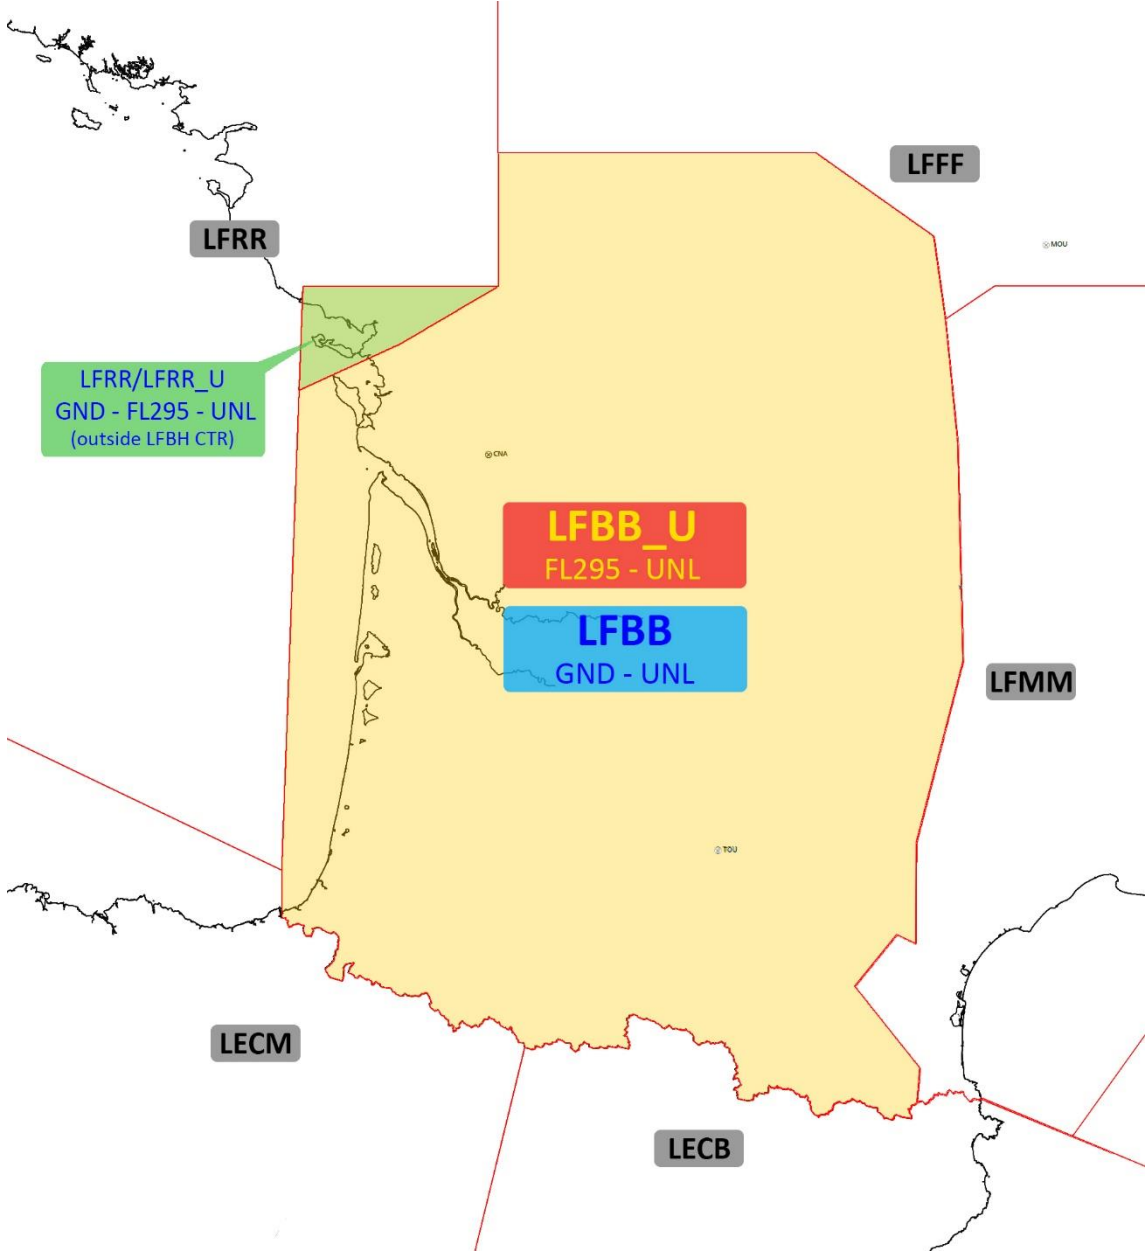 LFFF
LFRR
MOU
LFRR/LFRR_U
GND - FL295 - UNL
(outside LFBH CTR)
CNA
LFBB_U
FL295 - UNL
LFBB
GND - UNL
LFMM
TOU
LECM
LECB